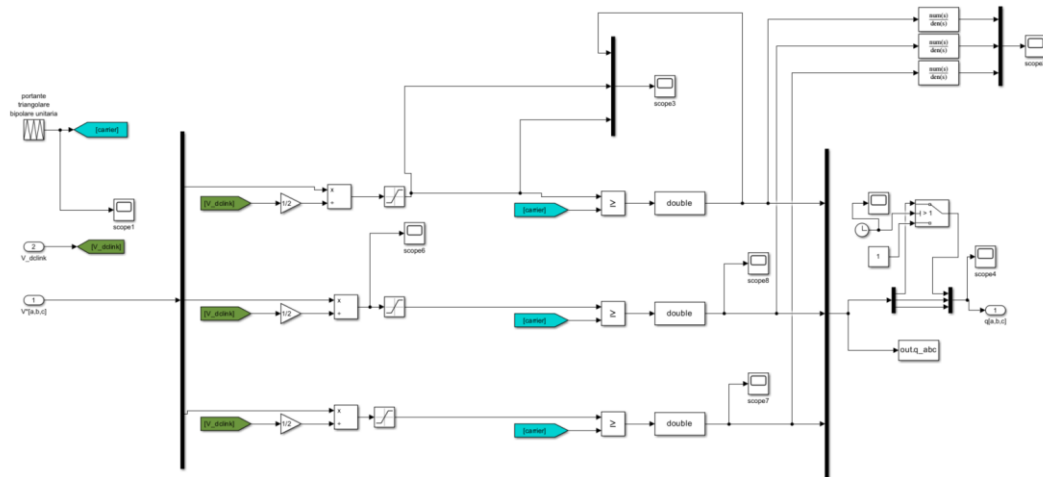 num(s)
den(s)
num(s)
den(s)
num(s)
den(s)
scope3
portante
triangolare
bipolare unitaria
[carrier]
scope1
2
V_dclink
[V_dclink]
1
V*[a,b,c]
[V_dclink]
1/2
x
÷
[carrier]
≥
double
> 1
1
scope6
scope8
scope4
[V_dclink]
1/2
x
÷
[carrier]
≥
double
1
q[a,b,c]
out.q_abc
scope7
[V_dclink]
1/2
x
÷
[carrier]
≥
double